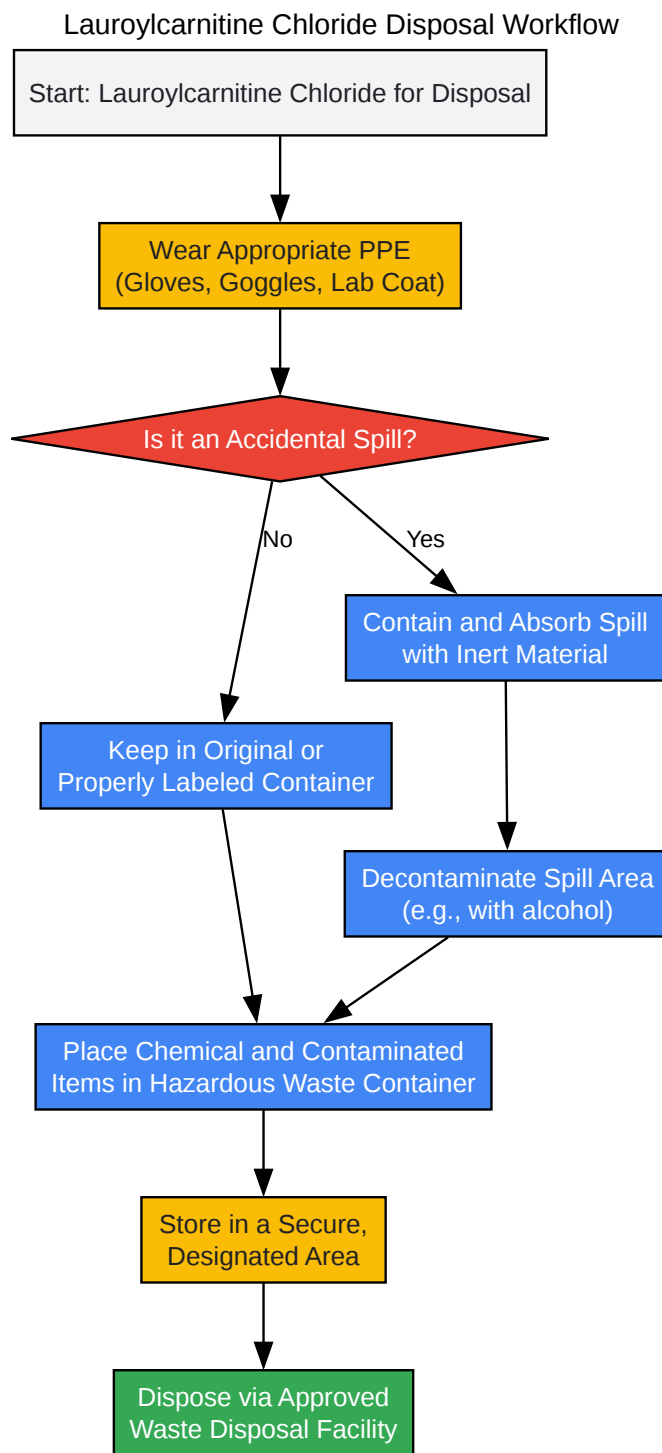 Lauroylcarnitine Chloride Disposal Workflow
Start: Lauroylcarnitine Chloride for Disposal
Wear Appropriate PPE
(Gloves, Goggles, Lab Coat)
Is it an Accidental Spill?
No
Yes
Contain and Absorb Spill
with Inert Material
Keep in Original or
Properly Labeled Container
Decontaminate Spill Area
(e.g., with alcohol)
Place Chemical and Contaminated
Items in Hazardous Waste Container
Store in a Secure,
Designated Area
Dispose via Approved
Waste Disposal Facility